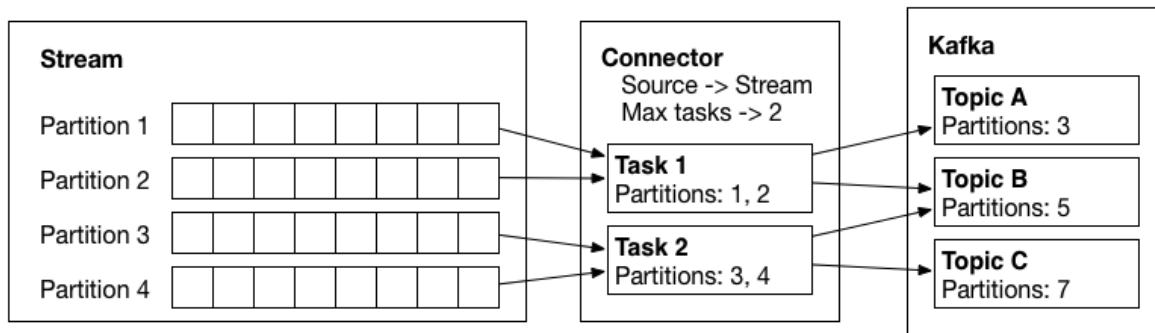 Stream
Partition 1
Partition 2
Partition 3
Partition 4
Connector
Source -> Stream
Max tasks -> 2
Task 1
Partitions: 1, 2
Task 2
Partitions: 3, 4
Kafka
Topic A
Partitions: 3
Topic B
Partitions: 5
Topic C
Partitions: 7